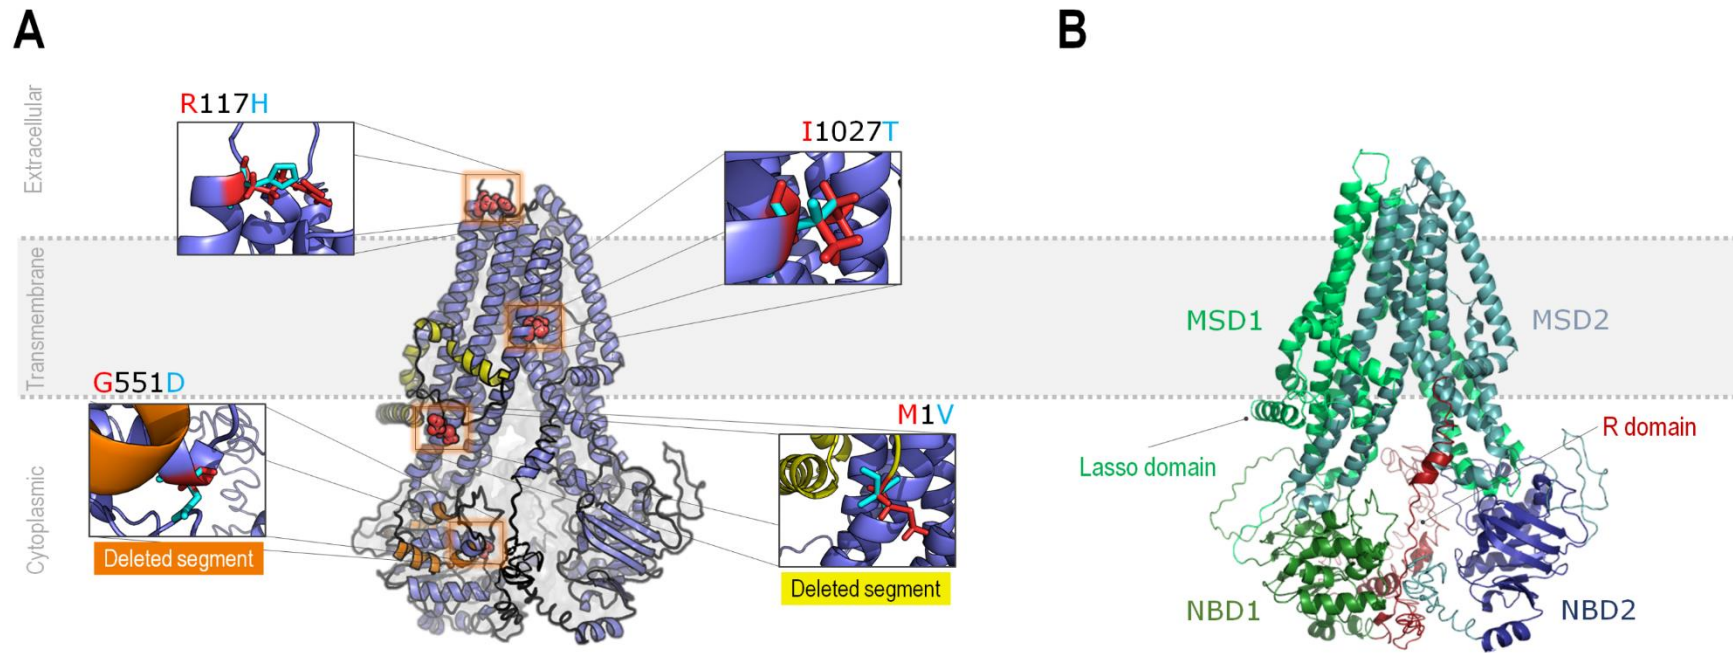 A
B
Extracellular
Transmembrane
Cytoplasmic
R117H
I1027T
G551D
Deleted segment
M1V
Deleted segment
MSD1
MSD2
Lasso domain
R domain
NBD1
NBD2